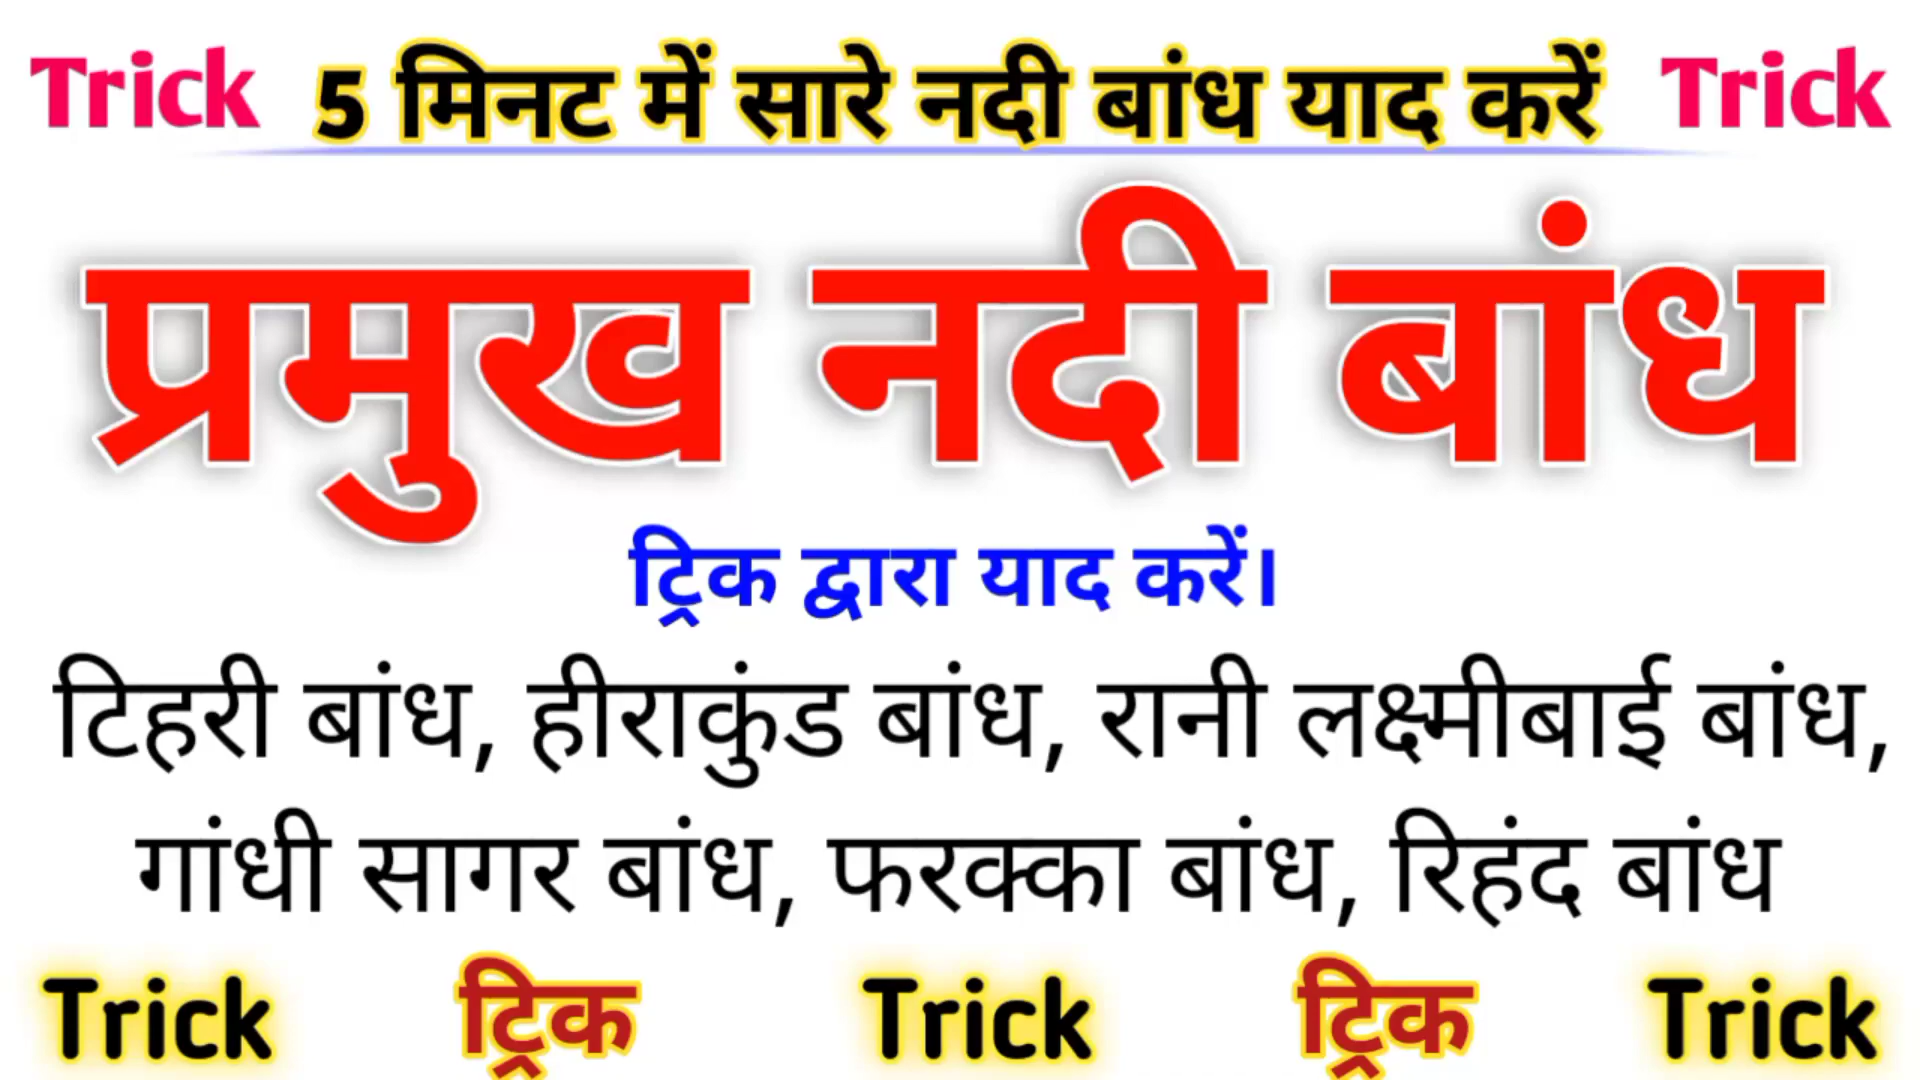 Trick 5 मिनट में सारे नदी बांध याद करें Trick
प्रमुख नदी बांध
ट्रिक द्वारा याद करें।
टिहरी बांध, हीराकुंड बांध, रानी लक्ष्मीबाई बांध,
गांधी सागर बांध, फरक्का बांध, रिहंद बांध
Trick ट्रिक Trick ट्रिक Trick